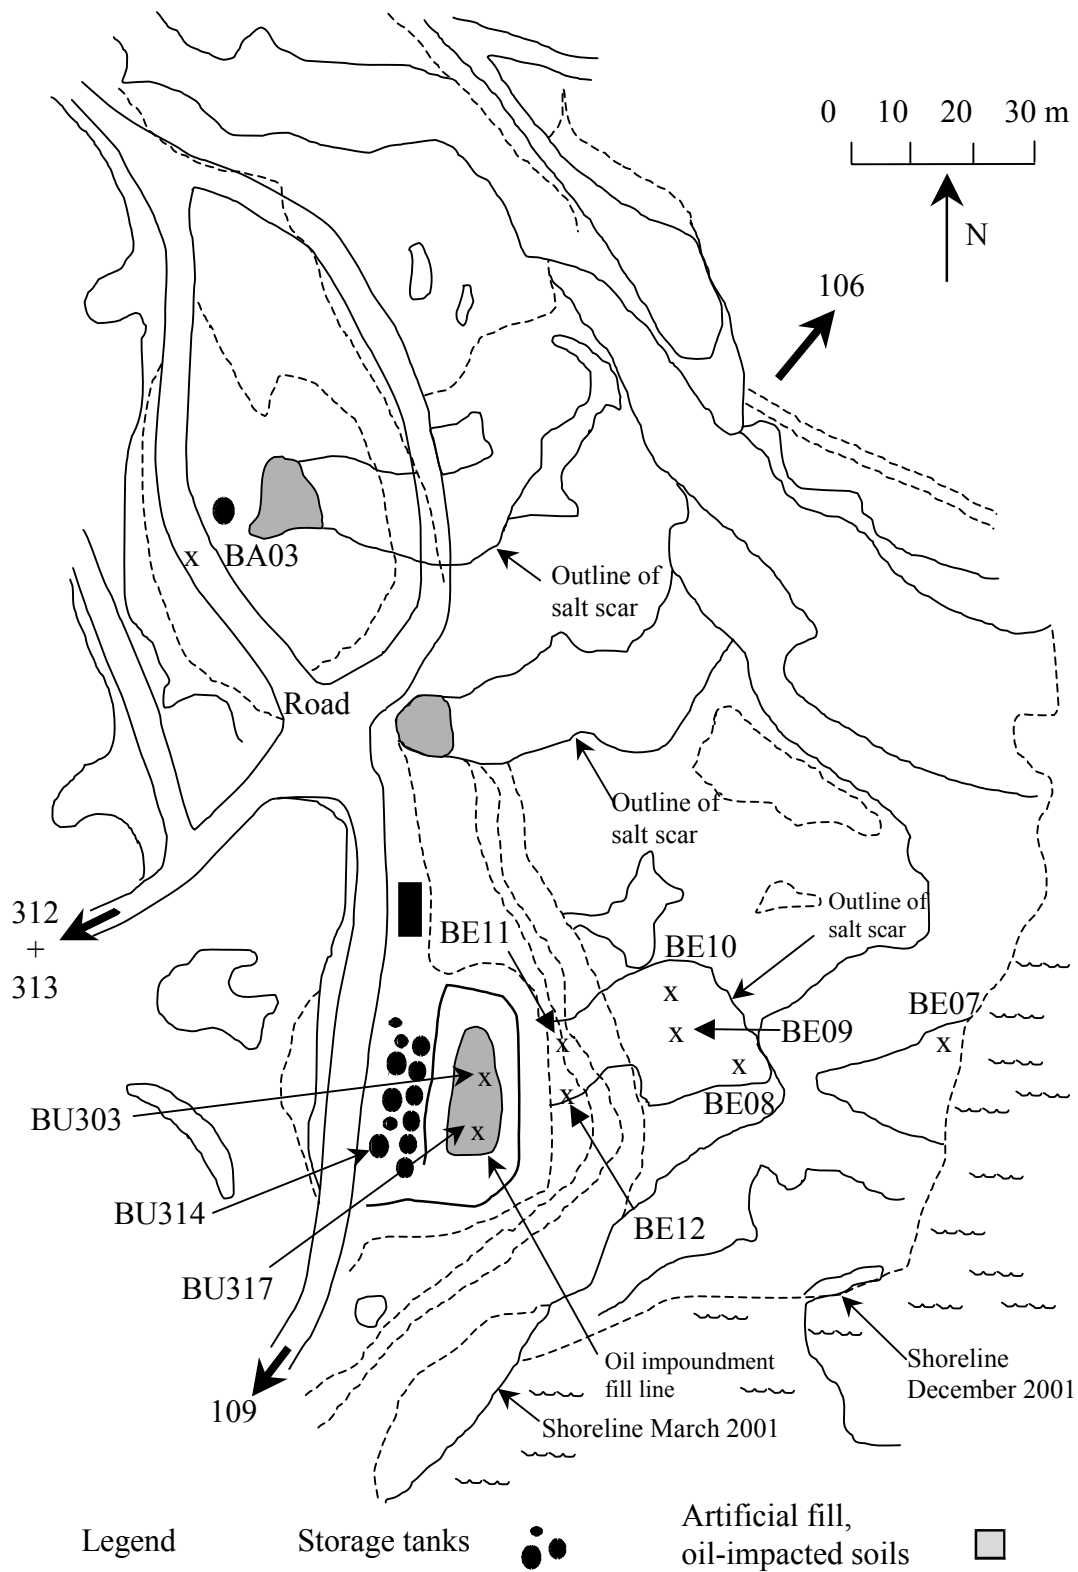 0 10 20 30 m
N
106
x BA03
Outline of
salt scar
Road
Outline of
salt scar
312
+
313
Outline of
salt scar
BE11
BE10
x
BE07
x
BE09
x
x
x
BE08
BU303
x
x
x
BU314
BE12
BU317
Oil impoundment
fill line
Shoreline
December 2001
109
Shoreline March 2001
Legend
Storage tanks
Artificial fill,
oil-impacted soils